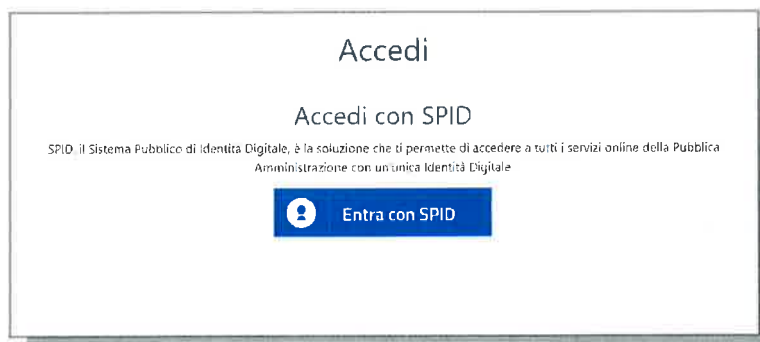 Accedi
Accedi con SPID
SPID, il Sistema Pubblico di Identità Digitale, è la soluzione che ti permette di accedere a tutti i servizi online della Pubblica
Amministrazione con un'unica Identità Digitale
Entra con SPID